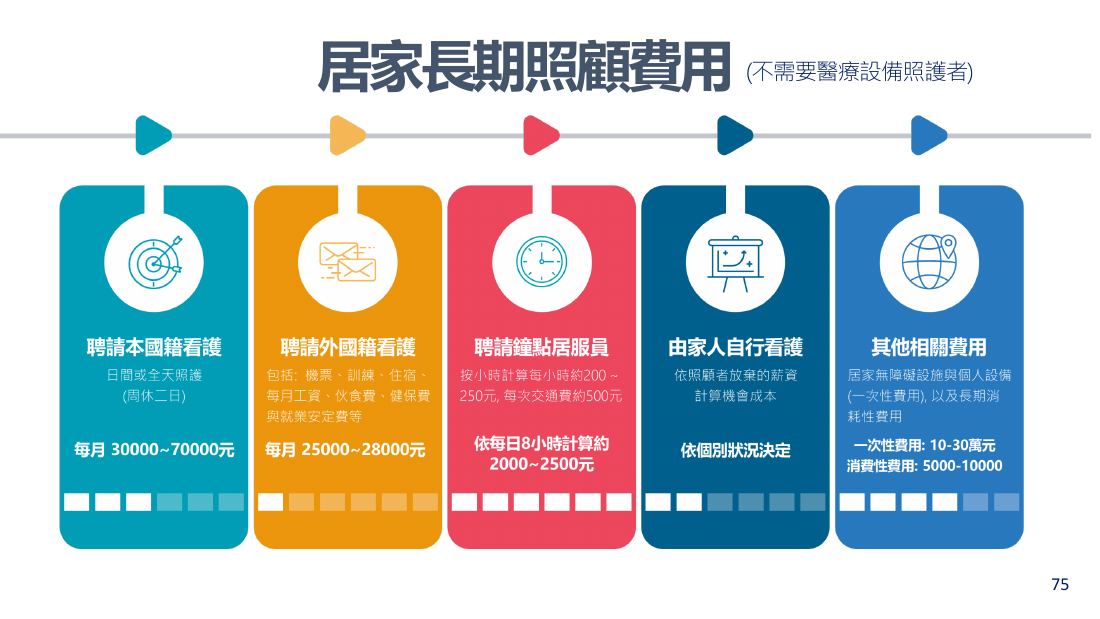 居家長期照顧費用 (不需要醫療設備照護者)
聘請本國籍看護
日間或全天照護
(周休二日)
每月 30000~70000元
聘請外國籍看護
包括: 機票、訓練、住宿、
每月工資、伙食費、健保費
與就業安定費等
每月 25000~28000元
聘請鐘點居服員
按小時計算每小時約200 ~
250元, 每次交通費約500元
依每日8小時計算約
2000~2500元
由家人自行看護
依照顧者放棄的薪資
計算機會成本
依個別狀況決定
其他相關費用
居家無障礙設施與個人設備
(一次性費用), 以及長期消
耗性費用
一次性費用: 10-30萬元
消費性費用: 5000-10000
75